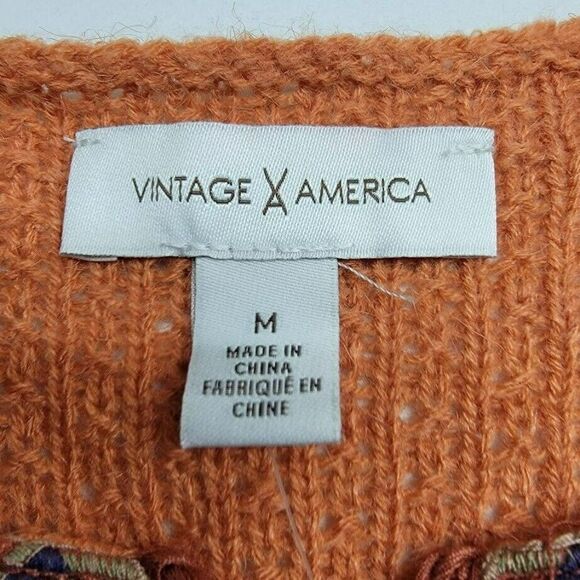 VINTAGE AMERICA
M
MADE IN
CHINA
FABRIQUÉ EN
CHINE